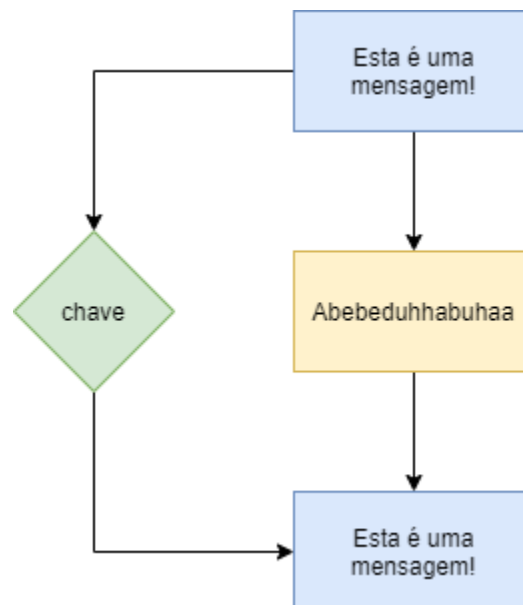 Esta é uma
mensagem!
chave
Abebeduhhabuhaa
Esta é uma
mensagem!